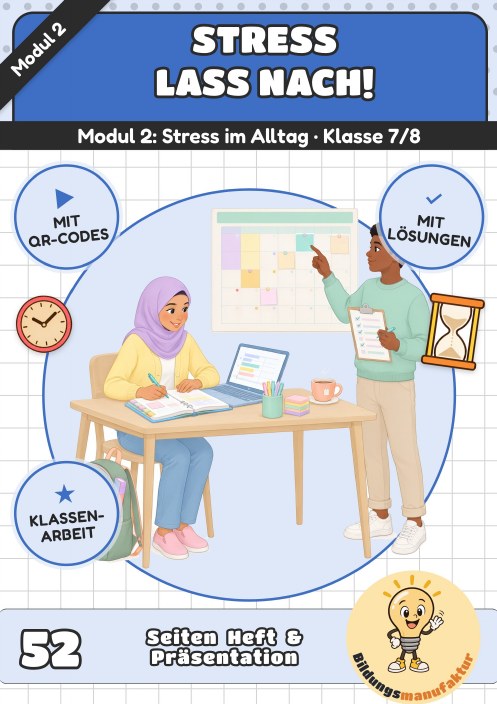 Modul 2
STRESS
LASS NACH!
Modul 2: Stress im Alltag · Klasse 7/8
MIT
QR-CODES
MIT
LÖSUNGEN
KLASSEN-
ARBEIT
52
Seiten Heft &
Präsentation
Bildungsmanufaktur